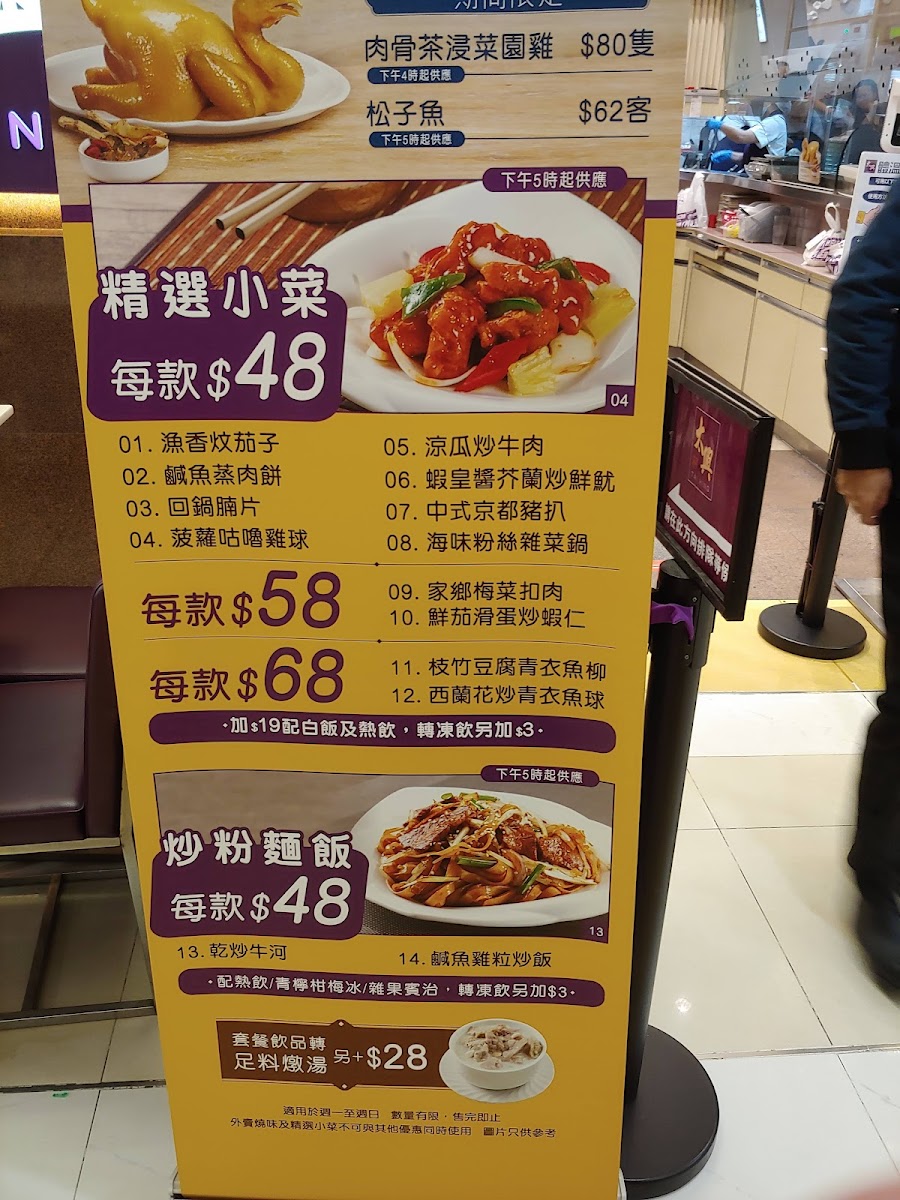 期間限定
肉骨茶浸菜園雞 $80隻
下午4時起供應
松子魚 $62客
下午5時起供應
N
下午5時起供應
精選小菜
每款$48
04
01. 漁香炆茄子
02. 鹹魚蒸肉餅
03. 回鍋腩片
04. 菠蘿咕嚕雞球
05. 涼瓜炒牛肉
06. 蝦皇醬芥蘭炒鮮魷
07. 中式京都豬扒
08. 海味粉絲雜菜鍋
每款$58
09. 家鄉梅菜扣肉
10. 鮮茄滑蛋炒蝦仁
每款$68
11. 枝竹豆腐青衣魚柳
12. 西蘭花炒青衣魚球
·加$19配白飯及熱飲，轉凍飲另加$3·
下午5時起供應
炒粉麵飯
每款$48
13
13. 乾炒牛河
14. 鹹魚雞粒炒飯
·配熱飲/青檸柑梅冰/雜果賓治，轉凍飲另加$3·
套餐飲品轉
足料燉湯 另+$28
適用於週一至週日 數量有限，售完即止
外賣燒味及精選小菜不可與其他優惠同時使用 圖片只供參考
太興
請在此方向排隊等候
體溫